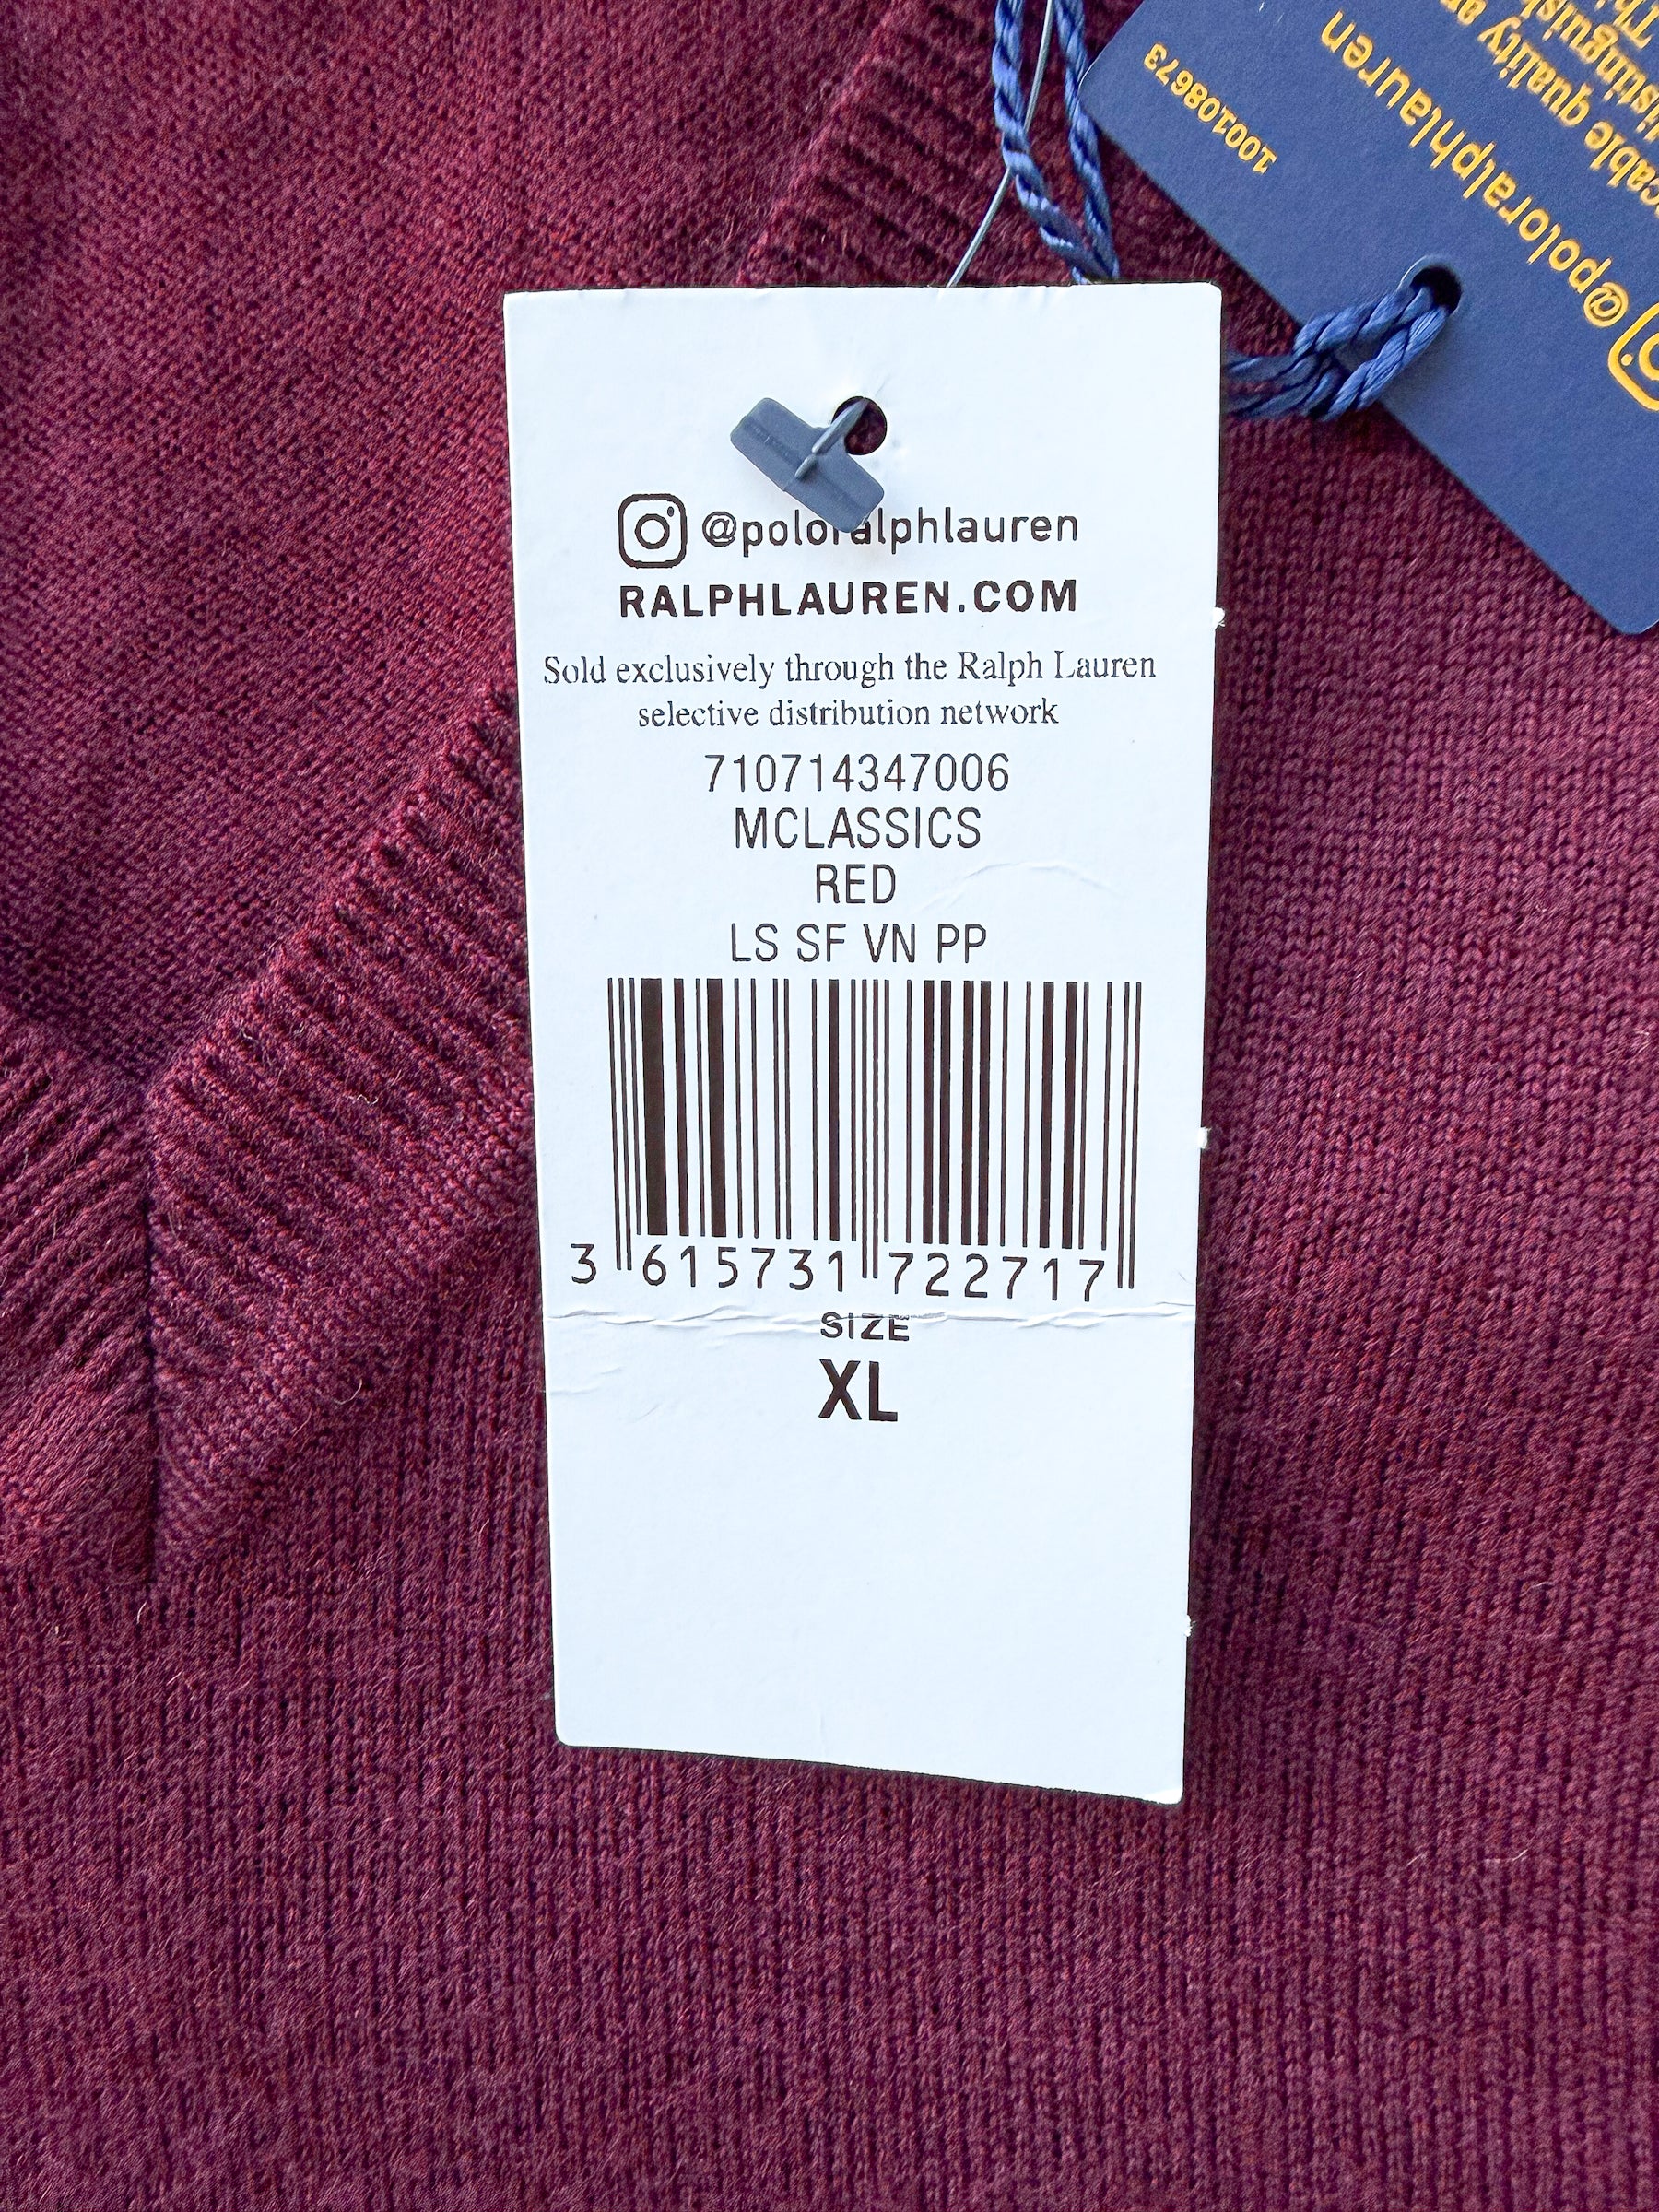 @poloralphlauren
RALPHLAUREN.COM
Sold exclusively through the Ralph Lauren
selective distribution network
710714347006
MCLASSICS
RED
LS SF VN PP
3 615731 722717
SIZE
XL
quality
@poloralphlauren
100108673